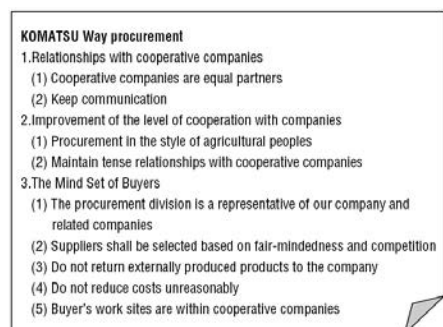 KOMATSU Way procurement
1.Relationships with cooperative companies
(1) Cooperative companies are equal partners
(2) Keep communication
2.Improvement of the level of cooperation with companies
(1) Procurement in the style of agricultural peoples
(2) Maintain tense relationships with cooperative companies
3.The Mind Set of Buyers
(1) The procurement division is a representative of our company and
related companies
(2) Suppliers shall be selected based on fair-mindedness and competition
(3) Do not return externally produced products to the company
(4) Do not reduce costs unreasonably
(5) Buyer's work sites are within cooperative companies